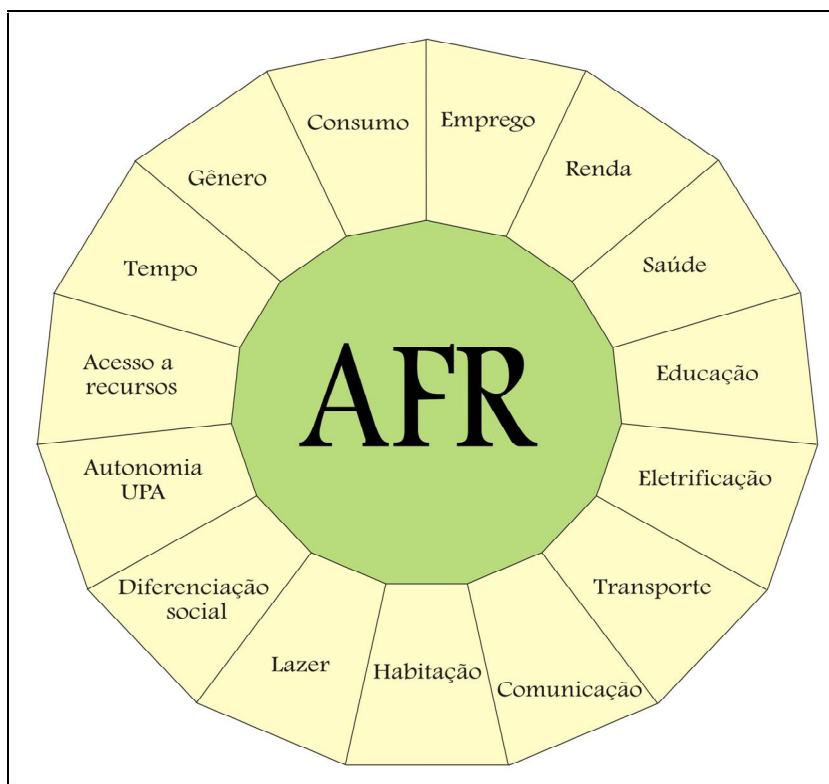 AFR
Emprego
Renda
Saúde
Educação
Eletrificação
Transporte
Comunicação
Habitação
Lazer
Diferenciação
social
Autonomia
UPA
Acesso a
recursos
Tempo
Gênero
Consumo